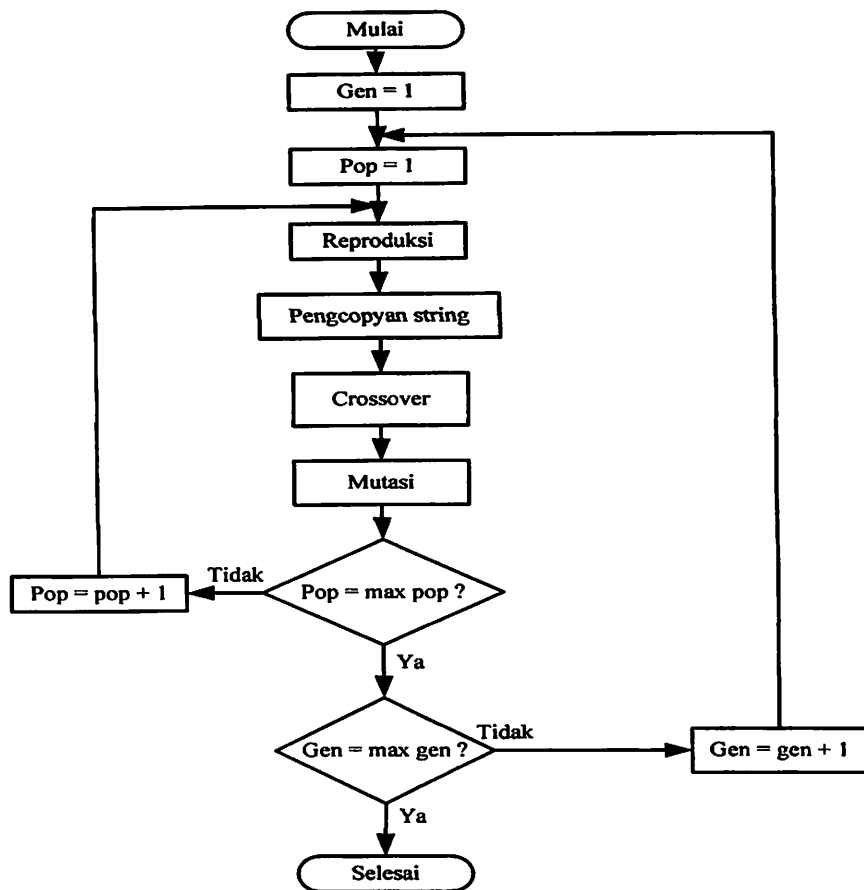 Mulai
Gen = 1
Pop = 1
Reproduksi
Pengcopyan string
Crossover
Mutasi
Pop = max pop ?
Tidak
Pop = pop + 1
Ya
Gen = max gen ?
Tidak
Gen = gen + 1
Ya
Selesai